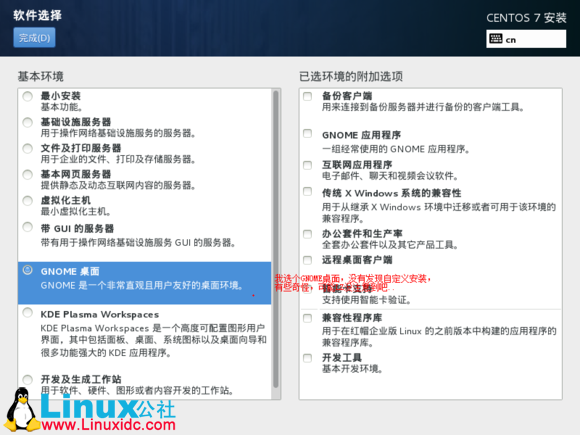 软件选择
完成(D)
CENTOS 7 安装
cn
基本环境
最小安装
基本功能。
基础设施服务器
用于操作网络基础设施服务的服务器。
文件及打印服务器
用于企业的文件、打印及存储服务器。
基本网页服务器
提供静态及动态互联网内容的服务器。
虚拟化主机
最小虚拟化主机。
带 GUI 的服务器
带有用于操作网络基础设施服务 GUI 的服务器。
GNOME 桌面
GNOME 是一个非常直观且用户友好的桌面环境。
KDE Plasma Workspaces
KDE Plasma Workspaces 是一个高度可配置图形用户
界面，其中包括面板、桌面、系统图标以及桌面向导和
很多功能强大的 KDE 应用程序。
开发及生成工作站
用于软件、硬件、图形或者内容开发的工作站。
已选环境的附加选项
备份客户端
用来连接到备份服务器并进行备份的客户端工具。
GNOME 应用程序
一组经常使用的 GNOME 应用程序。
互联网应用程序
电子邮件、聊天和视频会议软件。
传统 X Windows 系统的兼容性
用于从继承 X Windows 环境中迁移或者可用于该环境的
兼容程序。
办公套件和生产率
全套办公套件以及其它产品工具。
远程桌面客户端
我选个GNOME桌面，没有发现自定义安装，
有些奇怪，可
智能卡支持
支持使用智能卡验证。
兼容性程序库
用于在红帽企业版 Linux 的之前版本中构建的应用程序的
兼容程序库。
开发工具
基本开发环境。
Linux公社
www.Linuxidc.com